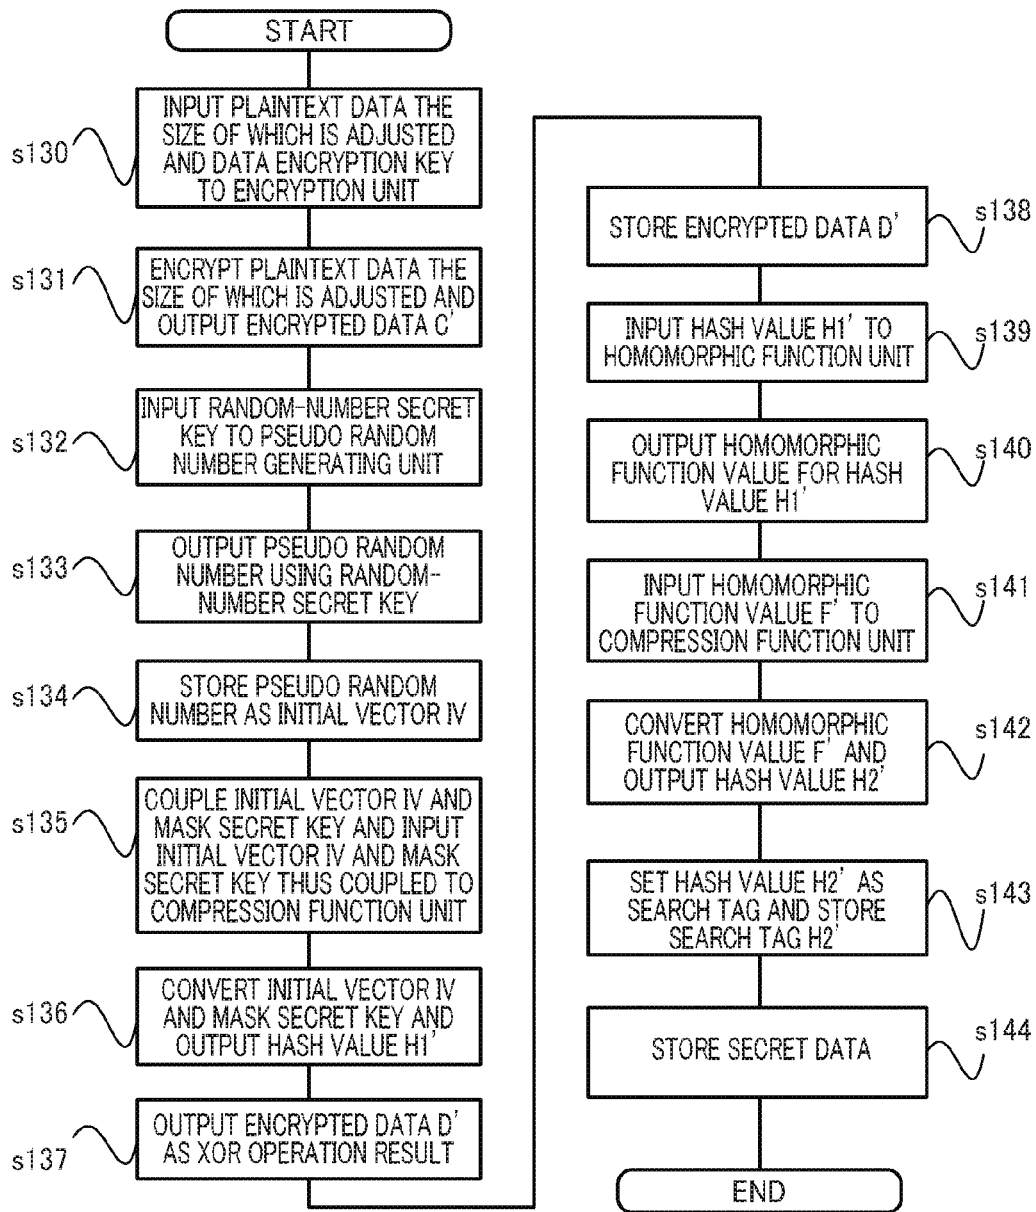 START
s130
INPUT PLAINTEXT DATA THE
SIZE OF WHICH IS ADJUSTED
AND DATA ENCRYPTION KEY
TO ENCRYPTION UNIT
s131
ENCRYPT PLAINTEXT DATA THE
SIZE OF WHICH IS ADJUSTED AND
OUTPUT ENCRYPTED DATA C'
s132
INPUT RANDOM-NUMBER SECRET
KEY TO PSEUDO RANDOM
NUMBER GENERATING UNIT
s133
OUTPUT PSEUDO RANDOM
NUMBER USING RANDOM-
NUMBER SECRET KEY
s134
STORE PSEUDO RANDOM
NUMBER AS INITIAL VECTOR IV
s135
COUPLE INITIAL VECTOR IV AND
MASK SECRET KEY AND INPUT
INITIAL VECTOR IV AND MASK
SECRET KEY THUS COUPLED TO
COMPRESSION FUNCTION UNIT
s136
CONVERT INITIAL VECTOR IV
AND MASK SECRET KEY AND
OUTPUT HASH VALUE H1'
s137
OUTPUT ENCRYPTED DATA D'
AS XOR OPERATION RESULT
STORE ENCRYPTED DATA D'
s138
INPUT HASH VALUE H1' TO
HOMOMORPHIC FUNCTION UNIT
s139
OUTPUT HOMOMORPHIC
FUNCTION VALUE FOR HASH
VALUE H1'
s140
INPUT HOMOMORPHIC
FUNCTION VALUE F' TO
COMPRESSION FUNCTION UNIT
s141
CONVERT HOMOMORPHIC
FUNCTION VALUE F' AND
OUTPUT HASH VALUE H2'
s142
SET HASH VALUE H2' AS
SEARCH TAG AND STORE
SEARCH TAG H2'
s143
STORE SECRET DATA
s144
END